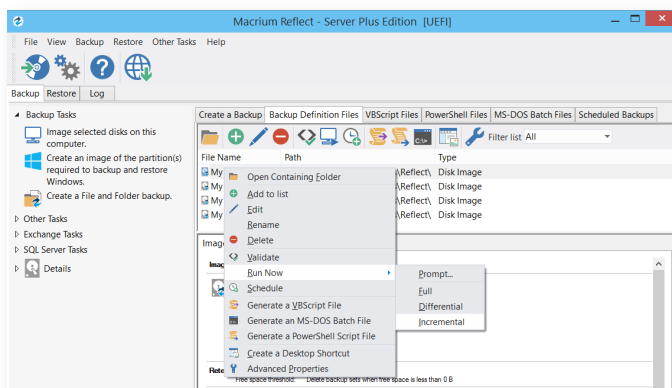 Macrium Reflect - Server Plus Edition [UEFI]
File View Backup Restore Other Tasks Help
Backup Restore Log
Backup Tasks
Image selected disks on this
computer.
Create an image of the partition(s)
required to backup and restore
Windows.
Create a File and Folder backup.
Other Tasks
Exchange Tasks
SQL Server Tasks
Details
Create a Backup Backup Definition Files VBScript Files PowerShell Files MS-DOS Batch Files Scheduled Backups
C:\>
Filter list All
File Name Path Type
My \Reflect\ Disk Image
My \Reflect\ Disk Image
My \Reflect\ Disk Image
My \Reflect\ Disk Image
Open Containing Folder
Add to list
Edit
Rename
Delete
Validate
Run Now
Schedule
Generate a VBScript File
Generate an MS-DOS Batch File
Generate a PowerShell Script File
Create a Desktop Shortcut
Advanced Properties
Prompt...
Full
Differential
Incremental
Free space threshold: Delete backup sets when free space is less than 0 B